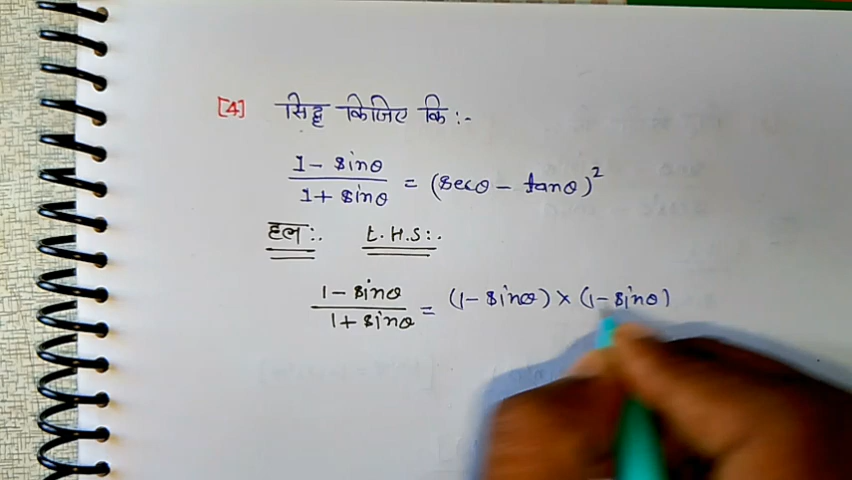 [4] सिद्ध किजिए कि :-
1 - sinθ / 1 + sinθ = (secθ - tanθ)²
हल :. L.H.S :.
1 - sinθ / 1 + sinθ = (1 - sinθ) × (1 - sinθ)